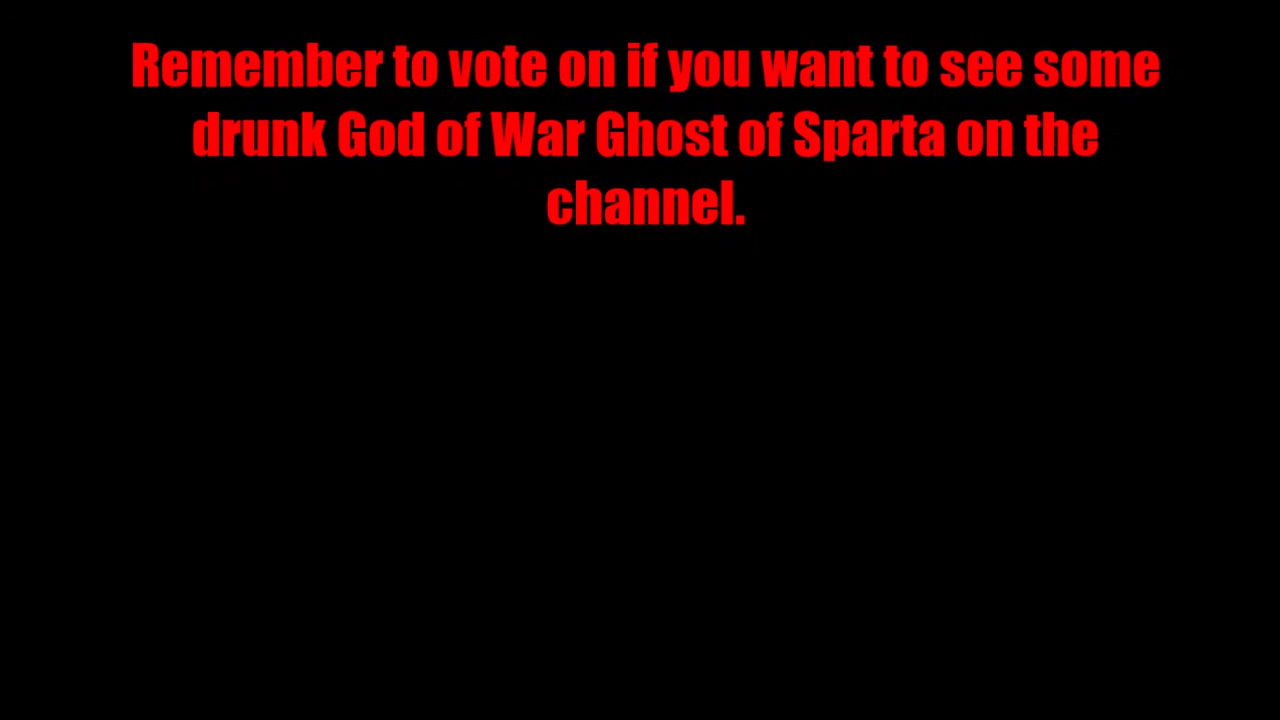 Remember to vote on if you want to see some
drunk God of War Ghost of Sparta on the
channel.